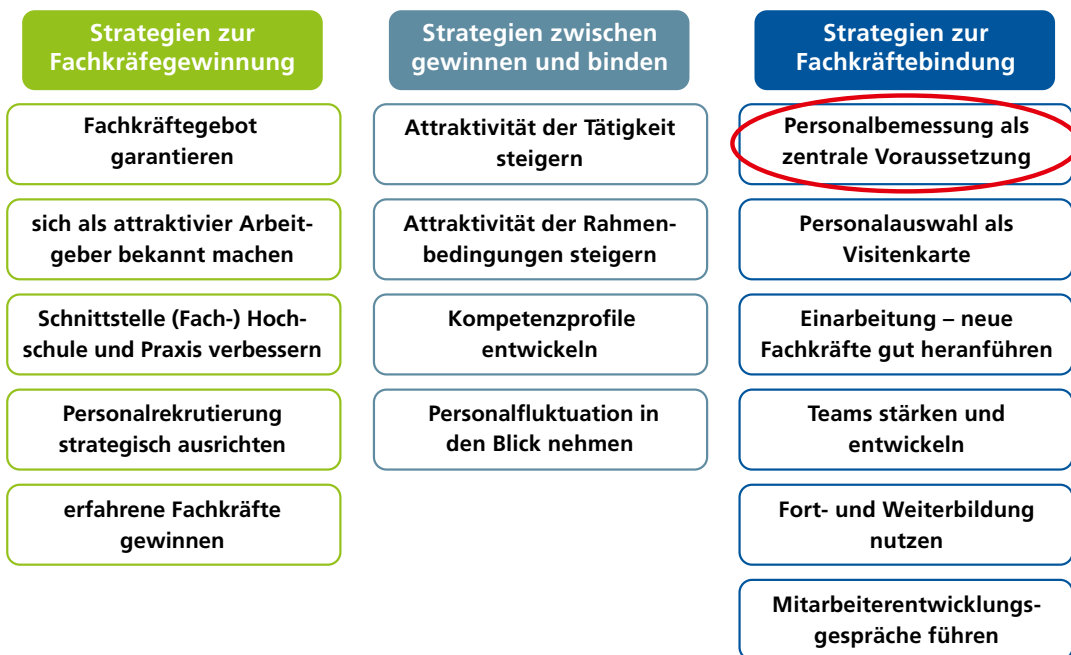 Strategien zur
Fachkräfegewinnung
Fachkräftegebot
garantieren
sich als attraktivier Arbeit-
geber bekannt machen
Schnittstelle (Fach-) Hoch-
schule und Praxis verbessern
Personalrekrutierung
strategisch ausrichten
erfahrene Fachkräfte
gewinnen
Strategien zwischen
gewinnen und binden
Attraktivität der Tätigkeit
steigern
Attraktivität der Rahmen-
bedingungen steigern
Kompetenzprofile
entwickeln
Personalfluktuation in
den Blick nehmen
Strategien zur
Fachkräftebindung
Personalbemessung als
zentrale Voraussetzung
Personalauswahl als
Visitenkarte
Einarbeitung – neue
Fachkräfte gut heranführen
Teams stärken und
entwickeln
Fort- und Weiterbildung
nutzen
Mitarbeiterentwicklungs-
gespräche führen